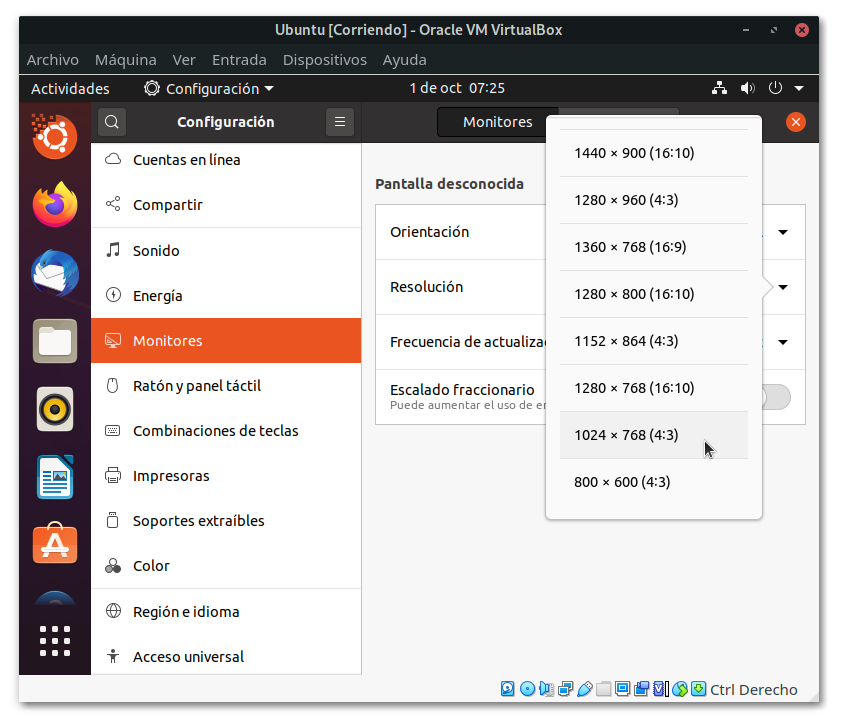 Ubuntu [Corriendo] - Oracle VM VirtualBox
Archivo Máquina Ver Entrada Dispositivos Ayuda
Actividades Configuración 1 de oct 07:25
Configuración
Monitores
Cuentas en línea
Compartir
Sonido
Energía
Monitores
Ratón y panel táctil
Combinaciones de teclas
Impresoras
Soportes extraíbles
Color
Región e idioma
Acceso universal
Pantalla desconocida
Orientación
Resolución
Frecuencia de actualiza
Escalado fraccionario
Puede aumentar el uso de
1440 × 900 (16:10)
1280 × 960 (4:3)
1360 × 768 (16:9)
1280 × 800 (16:10)
1152 × 864 (4:3)
1280 × 768 (16:10)
1024 × 768 (4:3)
800 × 600 (4:3)
Ctrl Derecho